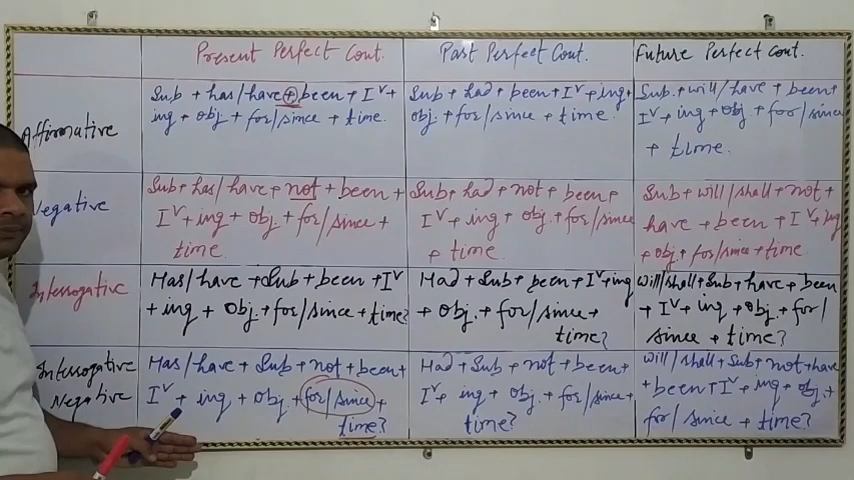 Present Perfect Cont.
Past Perfect Cont.
Future Perfect Cont.
Affirmative
Sub + has/have + been + I^v +
ing + obj + for/since + time.
Sub + had + been + I^v + ing +
obj. + for/since + time.
Sub. + will/have + been +
I^v + ing + obj + for/since
+ time.
Negative
Sub + has/have + not + been +
I^v + ing + obj. + for/since +
time.
Sub + had + not + been +
I^v + ing + obj. + for/since
+ time.
Sub + will/shall + not +
have + been + I^v + ing
+ obj + for/since + time
Interrogative
Has/have + Sub + been + I^v
+ ing + obj. + for/since + time?
Had + Sub + been + I^v + ing
+ obj. + for/since +
time?
Will/shall + Sub + have + been
+ I^v + ing + obj. + for/
since + time?
Interrogative
Negative
Has/have + Sub + not + been +
I^v + ing + obj. + for/since +
time?
Had + Sub + not + been +
I^v + ing + obj. + for/since +
time?
Will/shall + Sub + not + have
+ been + I^v + ing + obj. +
for/since + time?